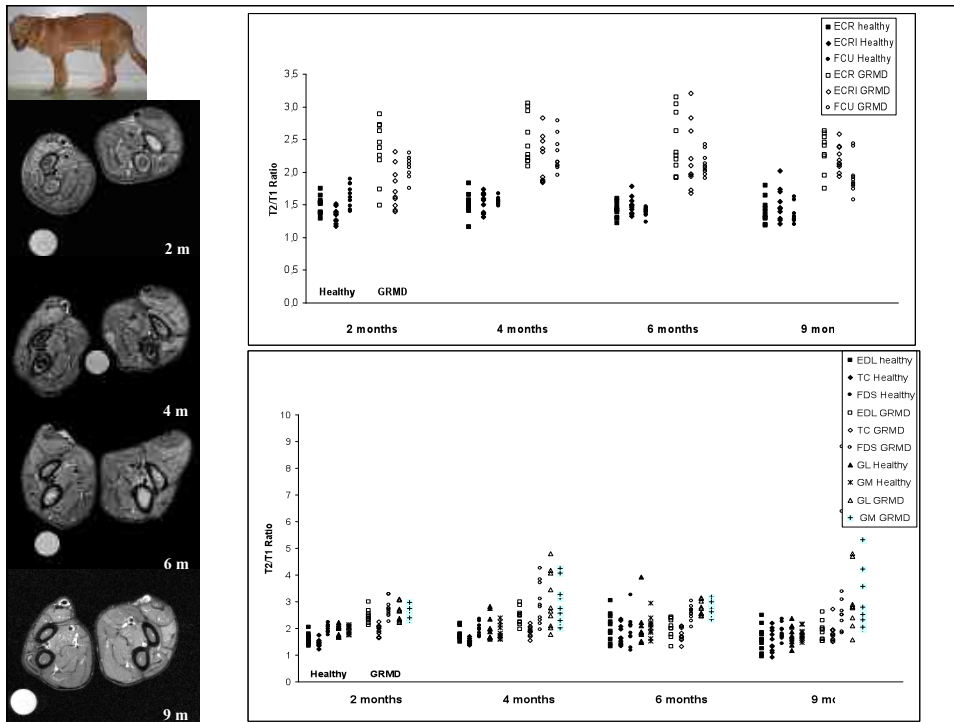 2 m
4 m
6 m
9 m
ECR healthy
ECRI Healthy
FCU Healthy
ECR GRMD
ECRI GRMD
FCU GRMD
T2/T1 Ratio
3,5
3,0
2,5
2,0
1,5
1,0
0,5
0,0
Healthy GRMD
2 months 4 months 6 months 9 mon
EDL healthy
TC Healthy
FDS Healthy
EDL GRMD
TC GRMD
FDS GRMD
GL Healthy
GM Healthy
GL GRMD
GM GRMD
T2/T1 Ratio
10
9
8
7
6
5
4
3
2
1
0
Healthy GRMD
2 months 4 months 6 months 9